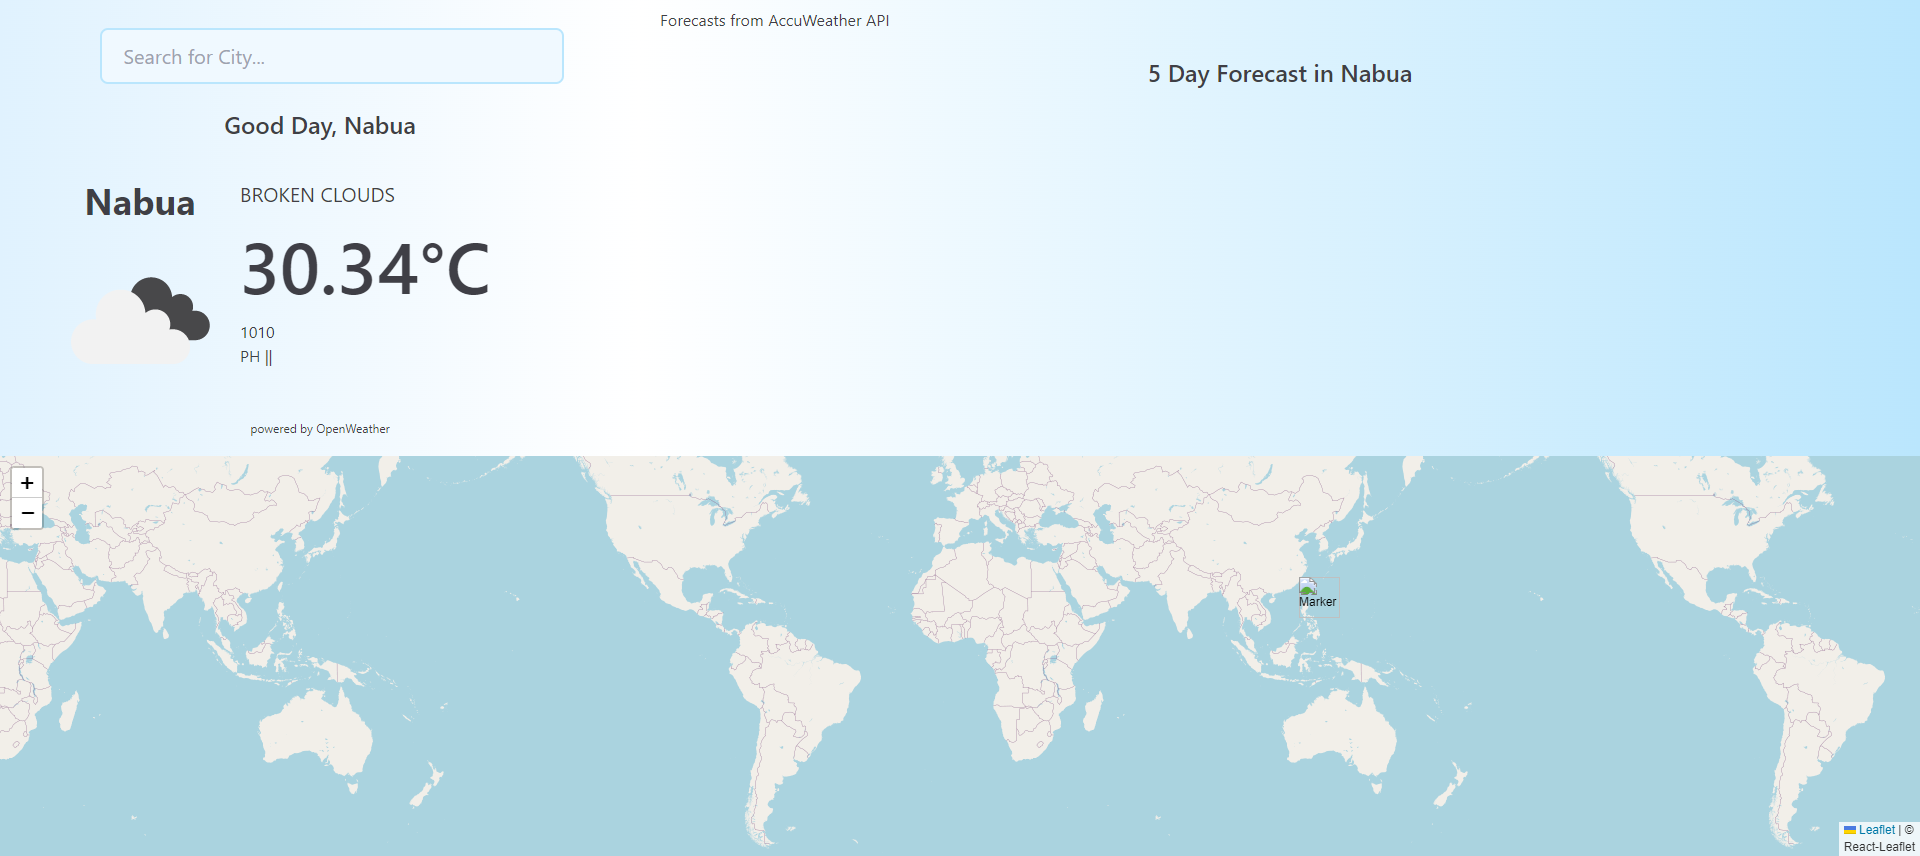 Search for City...
Good Day, Nabua
Nabua
BROKEN CLOUDS
30.34°C
1010
PH ||
powered by OpenWeather
Forecasts from AccuWeather API
5 Day Forecast in Nabua
+
−
Marker
Leaflet | ©
React-Leaflet